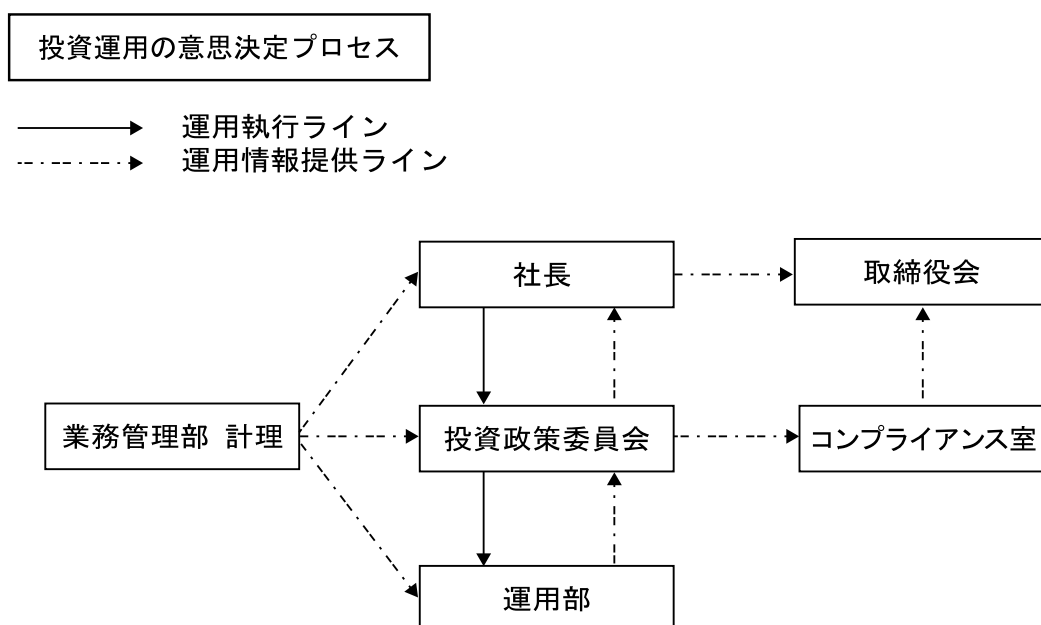 投資運用の意思決定プロセス
運用執行ライン
運用情報提供ライン
社長
取締役会
業務管理部 計理
投資政策委員会
コンプライアンス室
運用部